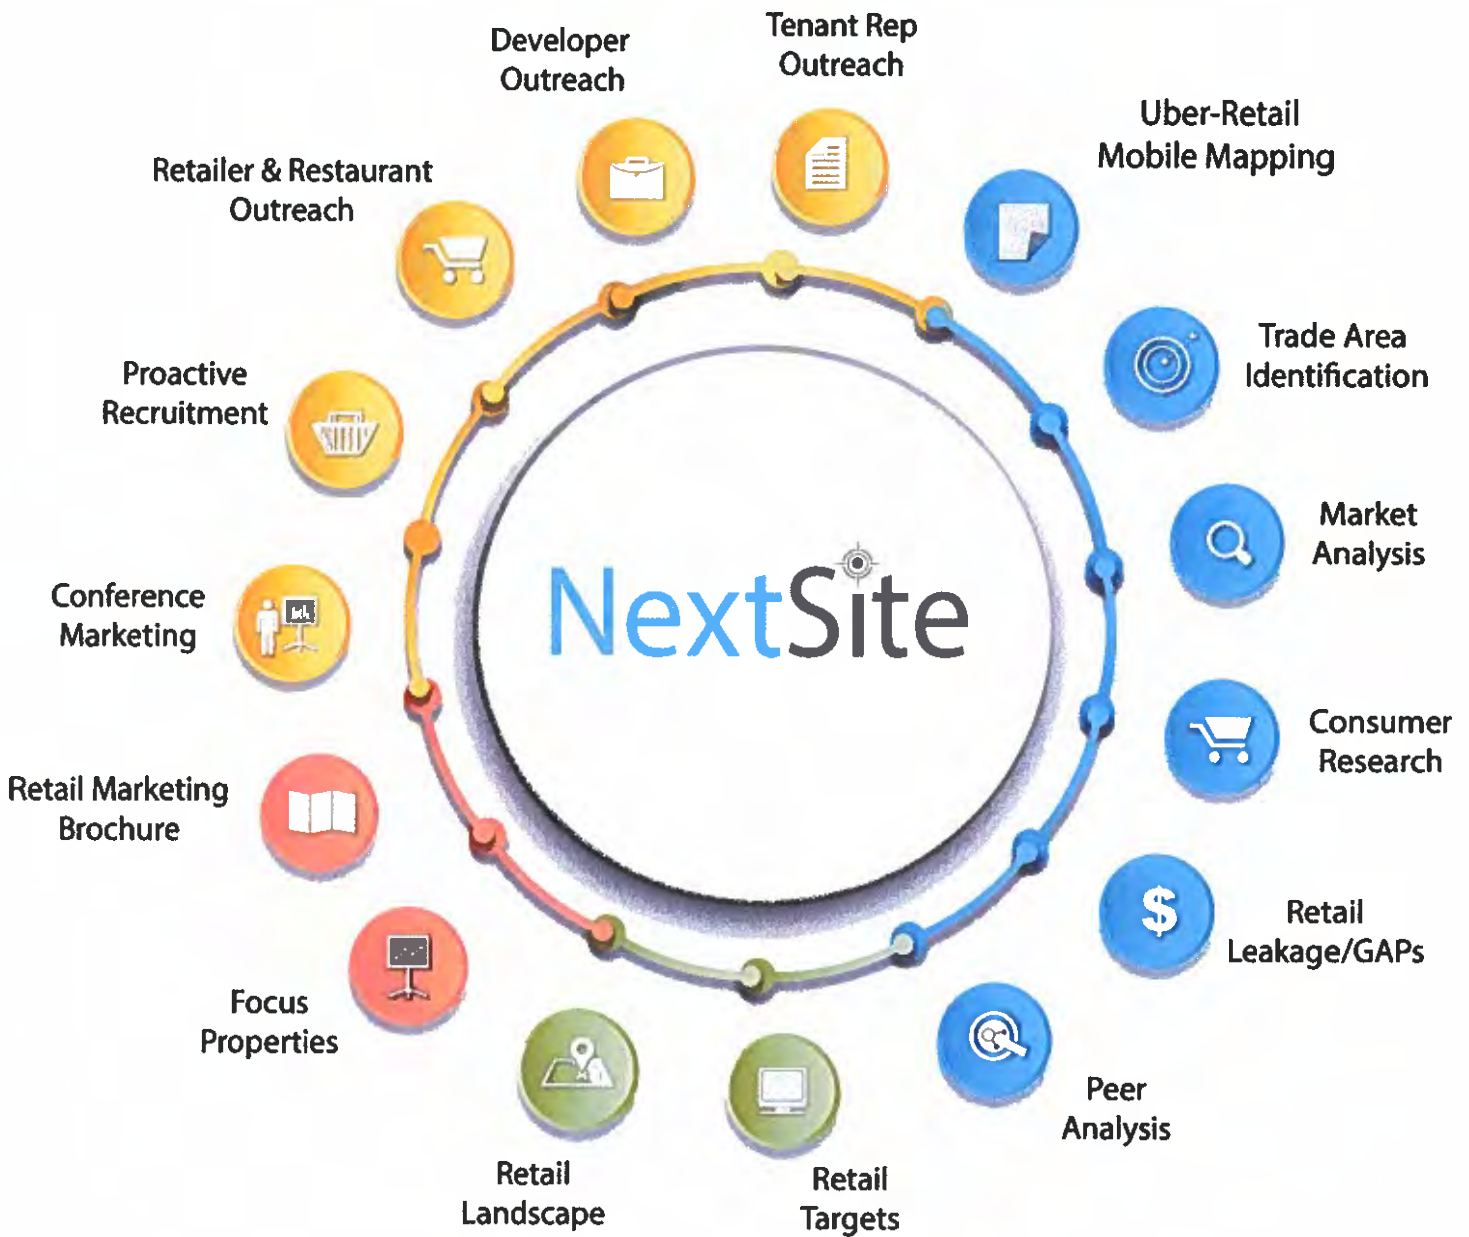 Developer
Outreach
Tenant Rep
Outreach
Uber-Retail
Mobile Mapping
Retailer & Restaurant
Outreach
Trade Area
Identification
Proactive
Recruitment
Market
Analysis
Conference
Marketing
NextSite
Consumer
Research
Retail Marketing
Brochure
Retail
Leakage/GAPs
Focus
Properties
Peer
Analysis
Retail
Landscape
Retail
Targets